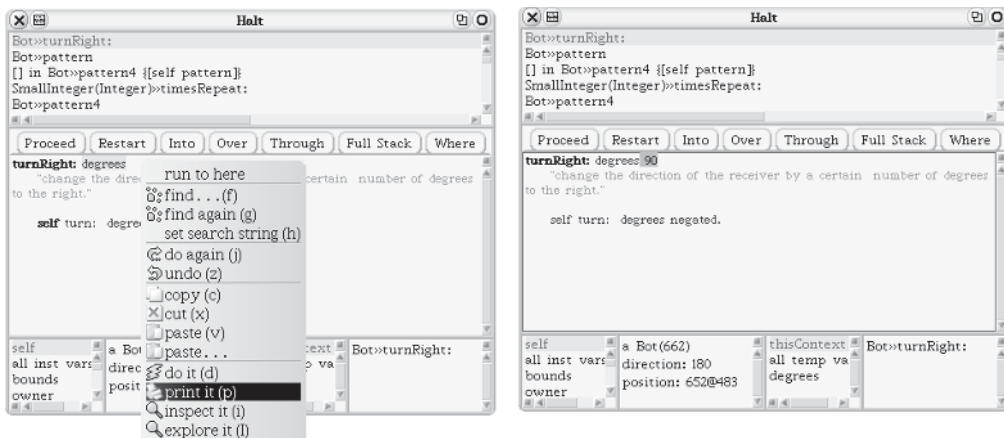 Halt
Bot»turnRight:
Bot»pattern
[] in Bot»pattern4 {[self pattern]}
SmallInteger(Integer)»timesRepeat:
Bot»pattern4
Proceed Restart Into Over Through Full Stack Where
turnRight: degrees
"change the direc certain number of degrees
to the right."
self turn: degre
run to here
find...(f)
find again (g)
set search string (h)
do again (j)
undo (z)
copy (c)
cut (x)
paste (v)
paste...
do it (d)
print it (p)
inspect it (i)
explore it (l)
self
all inst vars
bounds
owner
a Bot
direc
posit
ext
o va
Bot»turnRight:
Halt
Bot»turnRight:
Bot»pattern
[] in Bot»pattern4 {[self pattern]}
SmallInteger(Integer)»timesRepeat:
Bot»pattern4
Proceed Restart Into Over Through Full Stack Where
turnRight: degrees 90
"change the direction of the receiver by a certain number of degrees
to the right."
self turn: degrees negated.
self
all inst vars
bounds
owner
a Bot(662)
direction: 180
position: 652@483
thisContext
all temp va
degrees
Bot»turnRight: